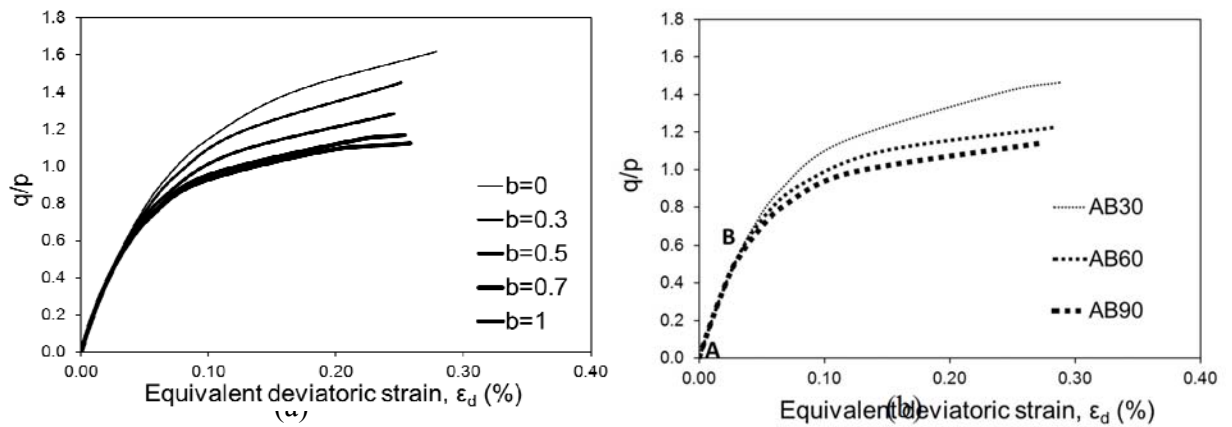 1.8
1.6
1.4
1.2
1.0
0.8
0.6
0.4
0.2
0.0
q/p
b=0
b=0.3
b=0.5
b=0.7
b=1
0.00 0.10 0.20 0.30 0.40
Equivalent deviatoric strain, ε_d (%)
(a)
1.8
1.6
1.4
1.2
1.0
0.8
0.6
0.4
0.2
0.0
q/p
B
A
AB30
AB60
AB90
0.00 0.10 0.20 0.30 0.40
Equivalent deviatoric strain, ε_d (%)
(b)